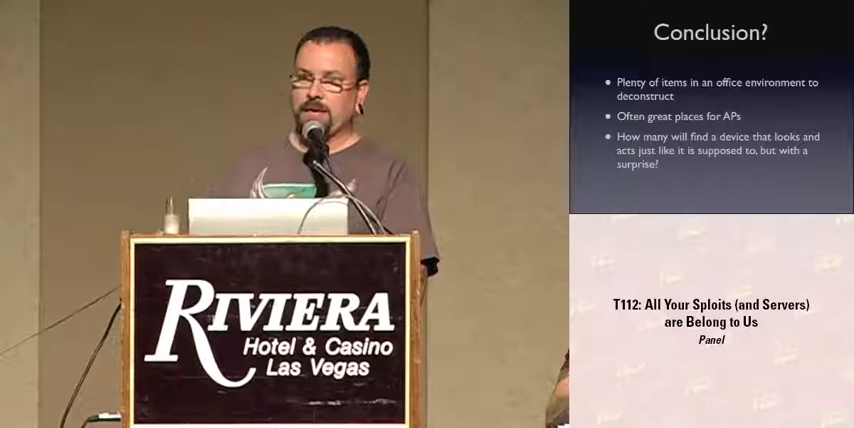 RIVIERA
Hotel & Casino
Las Vegas
Conclusion?
• Plenty of items in an office environment to
deconstruct
• Often great places for APs
• How many will find a device that looks and
acts just like it is supposed to, but with a
surprise?
T112: All Your Sploits (and Servers)
are Belong to Us
Panel